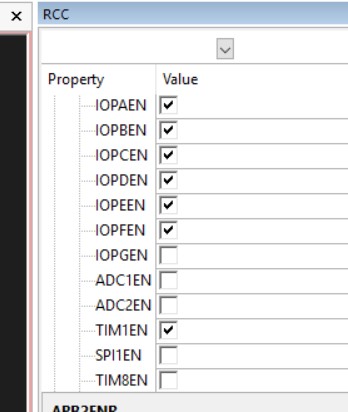 RCC
Property Value
IOPAEN
IOPBEN
IOPCEN
IOPDEN
IOPEEN
IOPFEN
IOPGEN
ADC1EN
ADC2EN
TIM1EN
SPI1EN
TIM8EN
APB2ENR